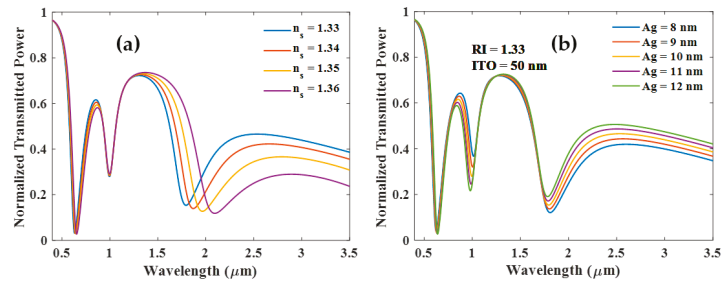 (a)
n_s = 1.33
n_s = 1.34
n_s = 1.35
n_s = 1.36
Normalized Transmitted Power
1
0.8
0.6
0.4
0.2
0
0.5 1 1.5 2 2.5 3 3.5
Wavelength (μm)
(b)
RI = 1.33
ITO = 50 nm
Ag = 8 nm
Ag = 9 nm
Ag = 10 nm
Ag = 11 nm
Ag = 12 nm
Normalized Transmitted Power
1
0.8
0.6
0.4
0.2
0
0.5 1 1.5 2 2.5 3 3.5
Wavelength (μm)